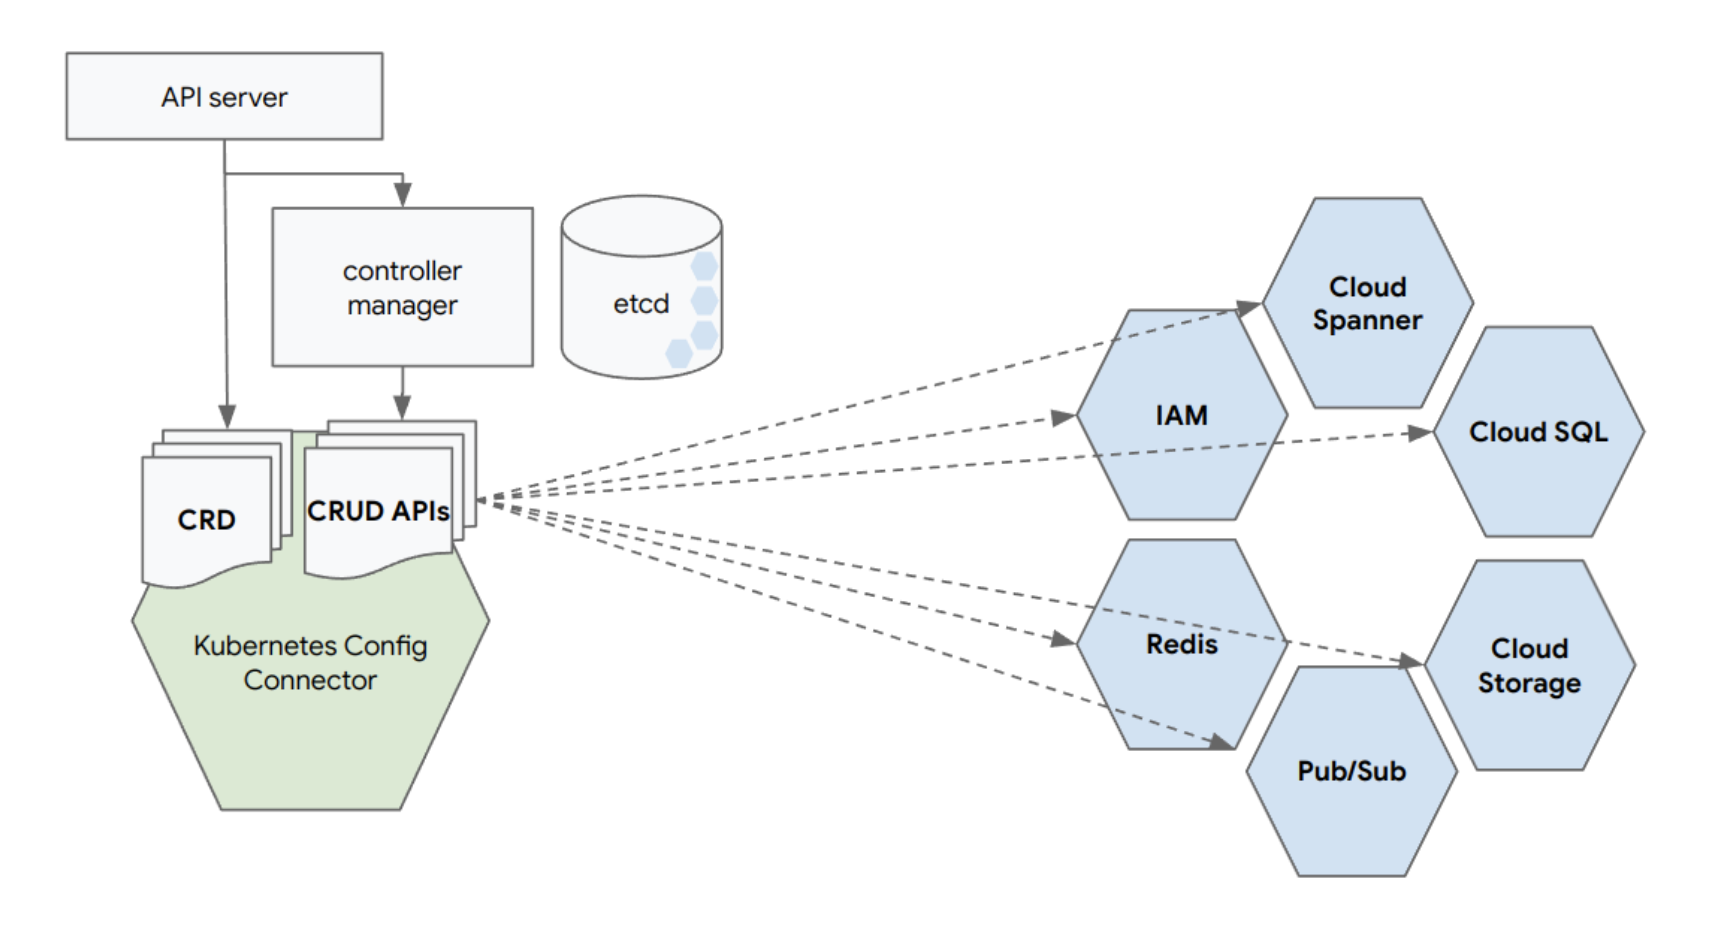 API server
controller
manager
etcd
CRD
CRUD APIs
Kubernetes Config
Connector
Cloud
Spanner
IAM
Cloud SQL
Redis
Cloud
Storage
Pub/Sub